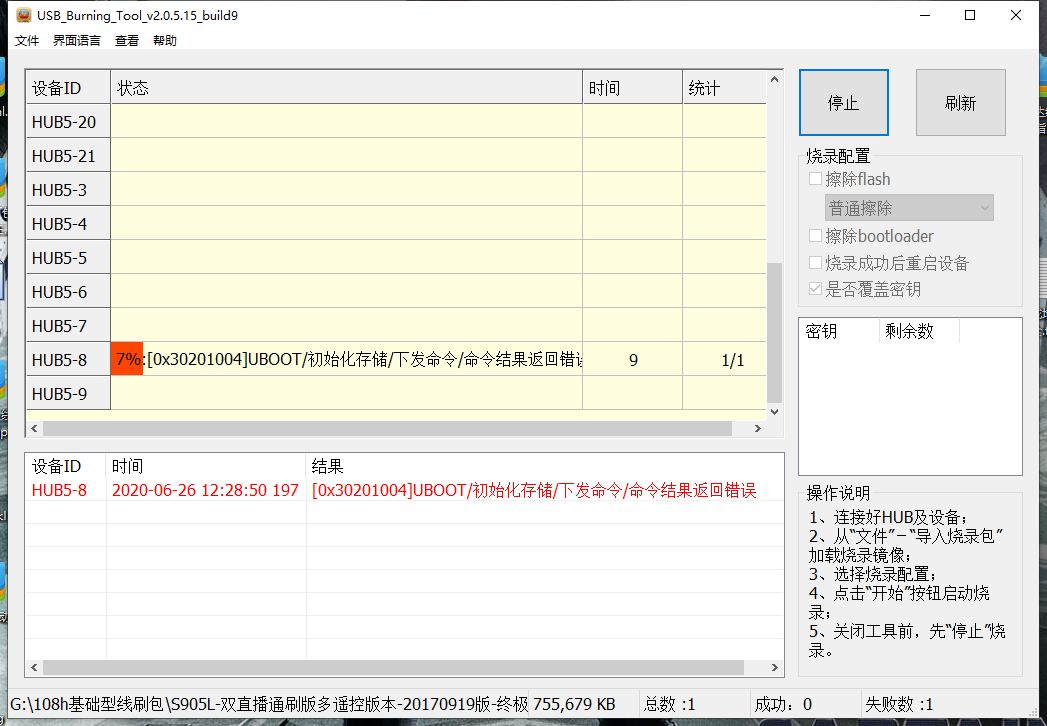 USB_Burning_Tool_v2.0.5.15_build9
文件 界面语言 查看 帮助
设备ID 状态 时间 统计
HUB5-20
HUB5-21
HUB5-3
HUB5-4
HUB5-5
HUB5-6
HUB5-7
HUB5-8 7%:[0x30201004]UBOOT/初始化存储/下发命令/命令结果返回错误 9 1/1
HUB5-9
设备ID 时间 结果
HUB5-8 2020-06-26 12:28:50 197 [0x30201004]UBOOT/初始化存储/下发命令/命令结果返回错误
停止 刷新
烧录配置
擦除flash
普通擦除
擦除bootloader
烧录成功后重启设备
是否覆盖密钥
密钥 剩余数
操作说明
1、连接好HUB及设备；
2、从“文件”－“导入烧录包”
加载烧录镜像；
3、选择烧录配置；
4、点击“开始”按钮启动烧
录；
5、关闭工具前，先“停止”烧
录。
G:\108h基础型线刷包\S905L-双直播通刷版多遥控版本-20170919版-终极 755,679 KB 总数 :1 成功： 0 失败数 :1